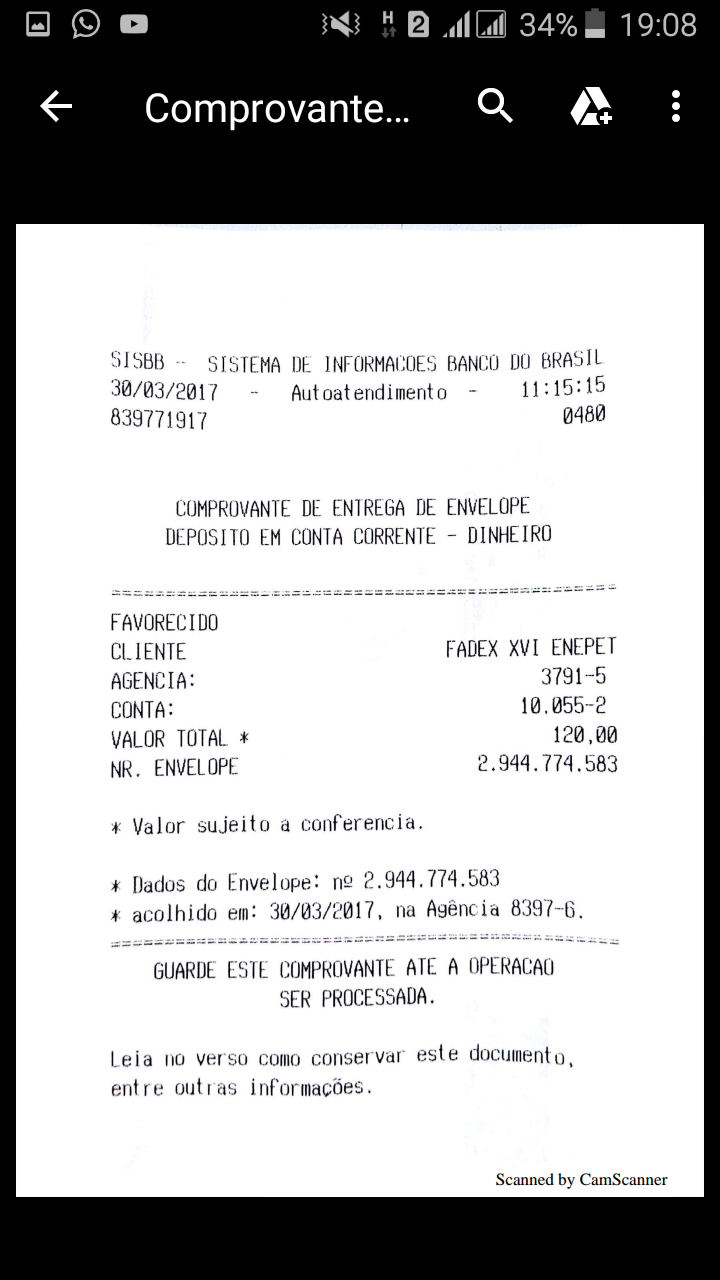 34% 19:08
Comprovante...
SISBB -- SISTEMA DE INFORMACOES BANCO DO BRASIL
30/03/2017 - Autoatendimento - 11:15:15
839771917 0480
COMPROVANTE DE ENTREGA DE ENVELOPE
DEPOSITO EM CONTA CORRENTE - DINHEIRO
FAVORECIDO
CLIENTE FADEX XVI ENEPET
AGENCIA: 3791-5
CONTA: 10.055-2
VALOR TOTAL * 120,00
NR. ENVELOPE 2.944.774.583
* Valor sujeito a conferencia.
* Dados do Envelope: nº 2.944.774.583
* acolhido em: 30/03/2017, na Agência 8397-6.
GUARDE ESTE COMPROVANTE ATE A OPERACAO
SER PROCESSADA.
Leia no verso como conservar este documento,
entre outras informações.
Scanned by CamScanner